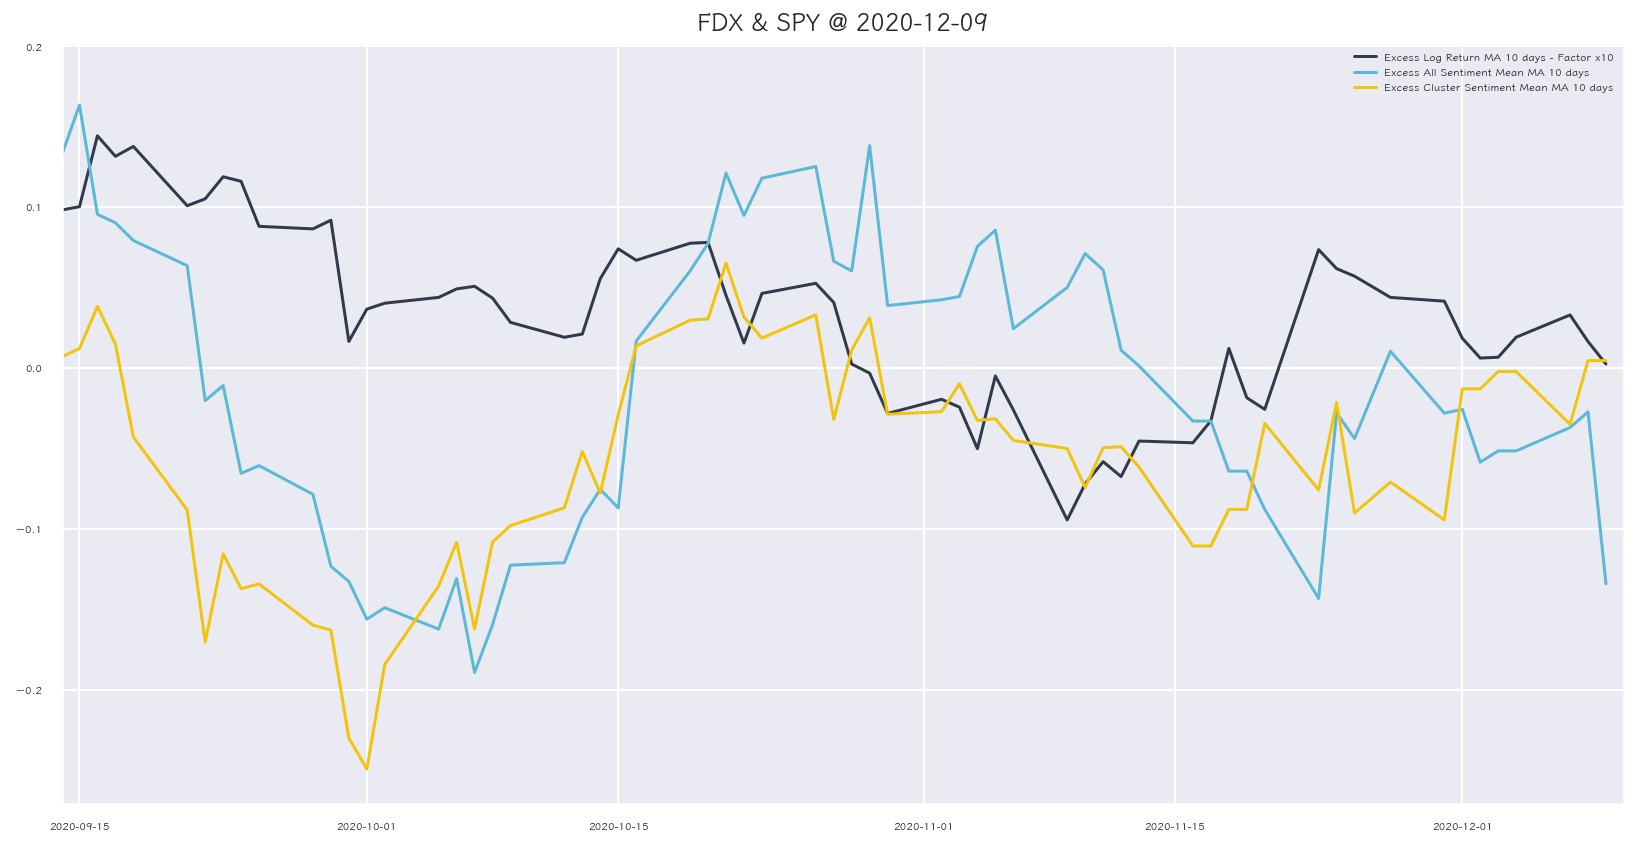 FDX & SPY @ 2020-12-09
Excess Log Return MA 10 days - Factor x10
Excess All Sentiment Mean MA 10 days
Excess Cluster Sentiment Mean MA 10 days
0.2
0.1
0.0
−0.1
−0.2
2020-09-15 2020-10-01 2020-10-15 2020-11-01 2020-11-15 2020-12-01